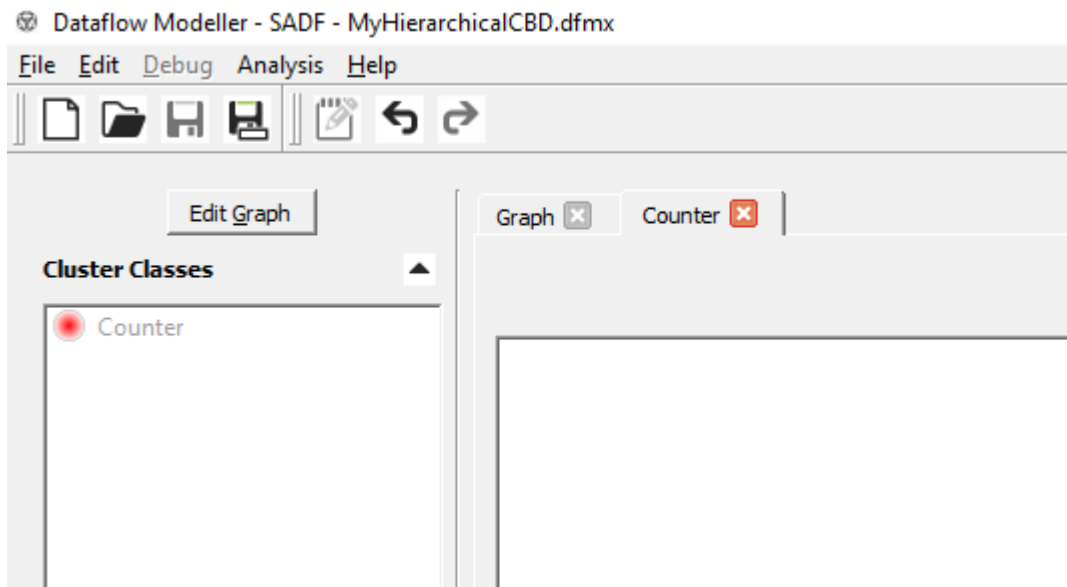 Dataflow Modeller - SADF - MyHierarchicalCBD.dfmx
File Edit Debug Analysis Help
Edit Graph
Graph Counter
Cluster Classes
Counter